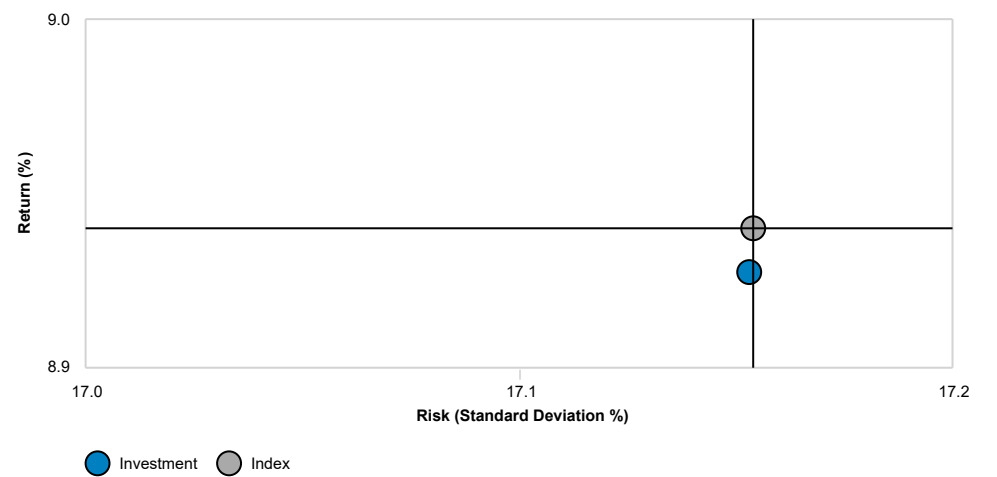 9.0
Return (%)
8.9
17.0
17.1
17.2
Risk (Standard Deviation %)
Investment
Index